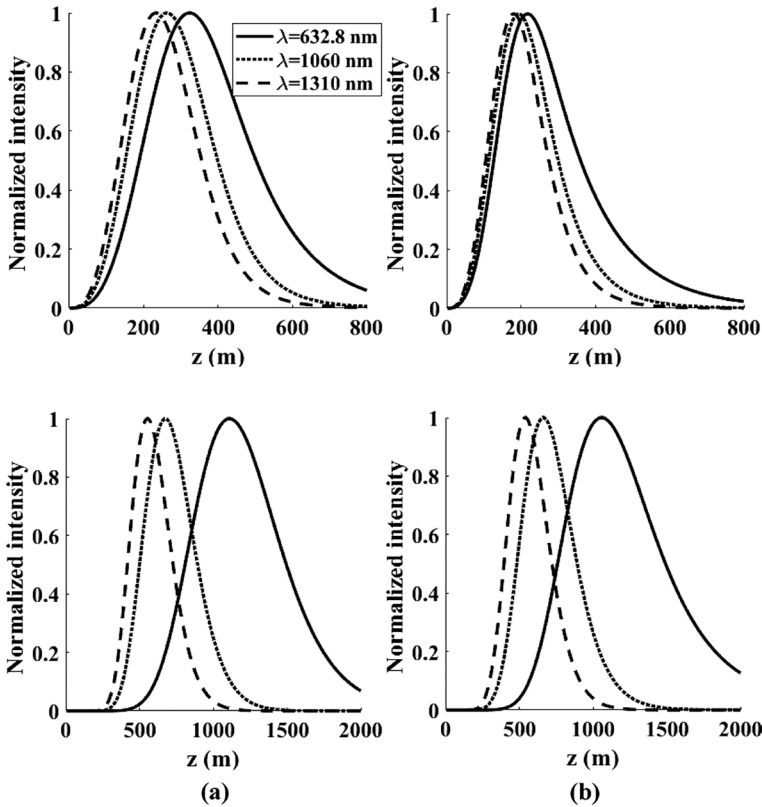 Normalized intensity
1
0.8
0.6
0.4
0.2
0
0 200 400 600 800
z (m)
λ=632.8 nm
λ=1060 nm
λ=1310 nm
Normalized intensity
1
0.8
0.6
0.4
0.2
0
0 200 400 600 800
z (m)
Normalized intensity
1
0.8
0.6
0.4
0.2
0
0 500 1000 1500 2000
z (m)
(a)
Normalized intensity
1
0.8
0.6
0.4
0.2
0
0 500 1000 1500 2000
z (m)
(b)